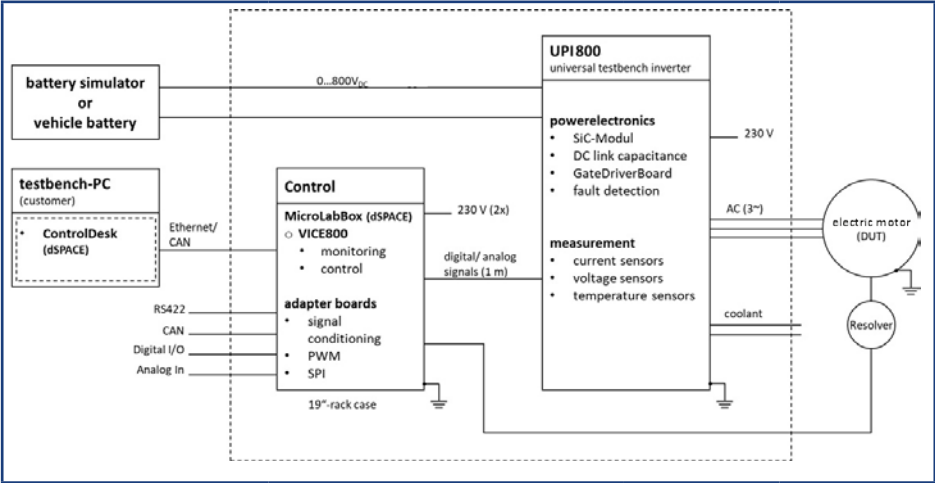 battery simulator
or
vehicle battery
0...800V_DC
UPI800
universal testbench inverter
powerelectronics
• SiC-Modul
• DC link capacitance
• GateDriverBoard
• fault detection
measurement
• current sensors
• voltage sensors
• temperature sensors
230 V
AC (3~)
coolant
electric motor
(DUT)
Resolver
testbench-PC
(customer)
• ControlDesk
(dSPACE)
Ethernet/
CAN
RS422
CAN
Digital I/O
Analog In
Control
MicroLabBox (dSPACE)
○ VICE800
• monitoring
• control
adapter boards
• signal
conditioning
• PWM
• SPI
19"-rack case
230 V (2x)
digital/ analog
signals (1 m)